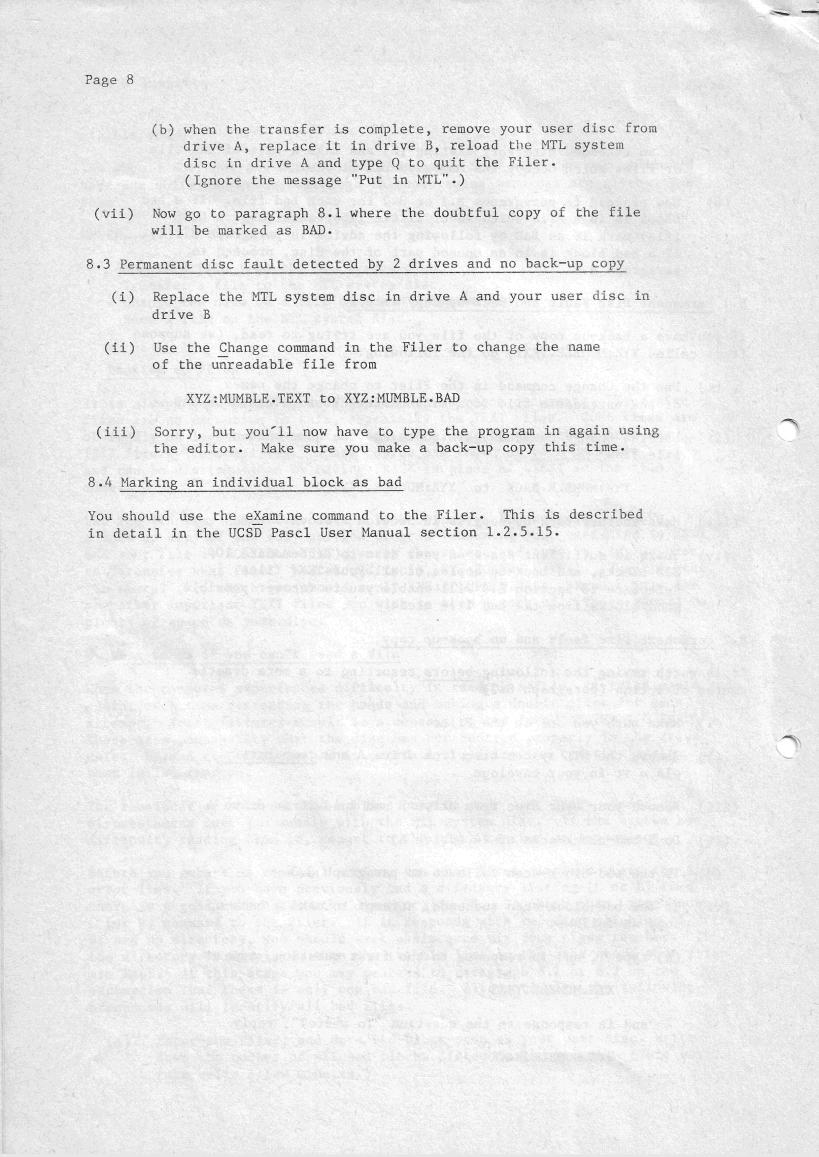 Page 8
(b) when the transfer is complete, remove your user disc from
drive A, replace it in drive B, reload the MTL system
disc in drive A and type Q to quit the Filer.
(Ignore the message "Put in MTL".)
(vii) Now go to paragraph 8.1 where the doubtful copy of the file
will be marked as BAD.
8.3 Permanent disc fault detected by 2 drives and no back-up copy
(i) Replace the MTL system disc in drive A and your user disc in
drive B
(ii) Use the Change command in the Filer to change the name
of the unreadable file from
XYZ:MUMBLE.TEXT to XYZ:MUMBLE.BAD
(iii) Sorry, but you´ll now have to type the program in again using
the editor. Make sure you make a back-up copy this time.
8.4 Marking an individual block as bad
You should use the eXamine command to the Filer. This is described
in detail in the UCSD Pascl User Manual section 1.2.5.15.